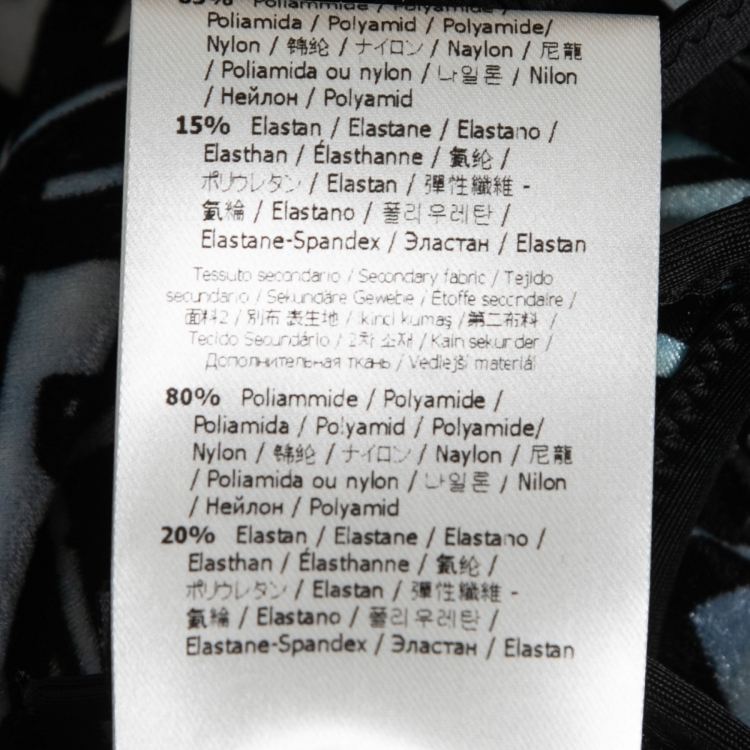 85% Poliammide / Polyamide /
Poliamida / Polyamid / Polyamide/
Nylon / 锦纶 / ナイロン / Naylon / 尼龍
/ Poliamida ou nylon / 나일론 / Nilon
/ Нейлон / Polyamid
15% Elastan / Elastane / Elastano /
Elasthan / Élasthanne / 氨纶 /
ポリウレタン / Elastan / 彈性纖維 -
氨綸 / Elastano / 폴리우레탄 /
Elastane-Spandex / Эластан / Elastan
Tessuto secondario / Secondary fabric / Tejido
secundario / Sekundäre Gewebe / Étoffe secondaire /
面料2 / 別布 表生地 / ikinci kumaş /第二布料 /
Tecido Secundário / 2차 소재 / Kain sekunder /
Дополнительная ткань / Vedlejší materiál
80% Poliammide / Polyamide /
Poliamida / Polyamid / Polyamide/
Nylon / 锦纶 / ナイロン / Naylon / 尼龍
/ Poliamida ou nylon / 나일론 / Nilon
/ Нейлон / Polyamid
20% Elastan / Elastane / Elastano /
Elasthan / Élasthanne / 氨纶 /
ポリウレタン / Elastan / 彈性纖維 -
氨綸 / Elastano / 폴리우레탄 /
Elastane-Spandex / Эластан / Elastan